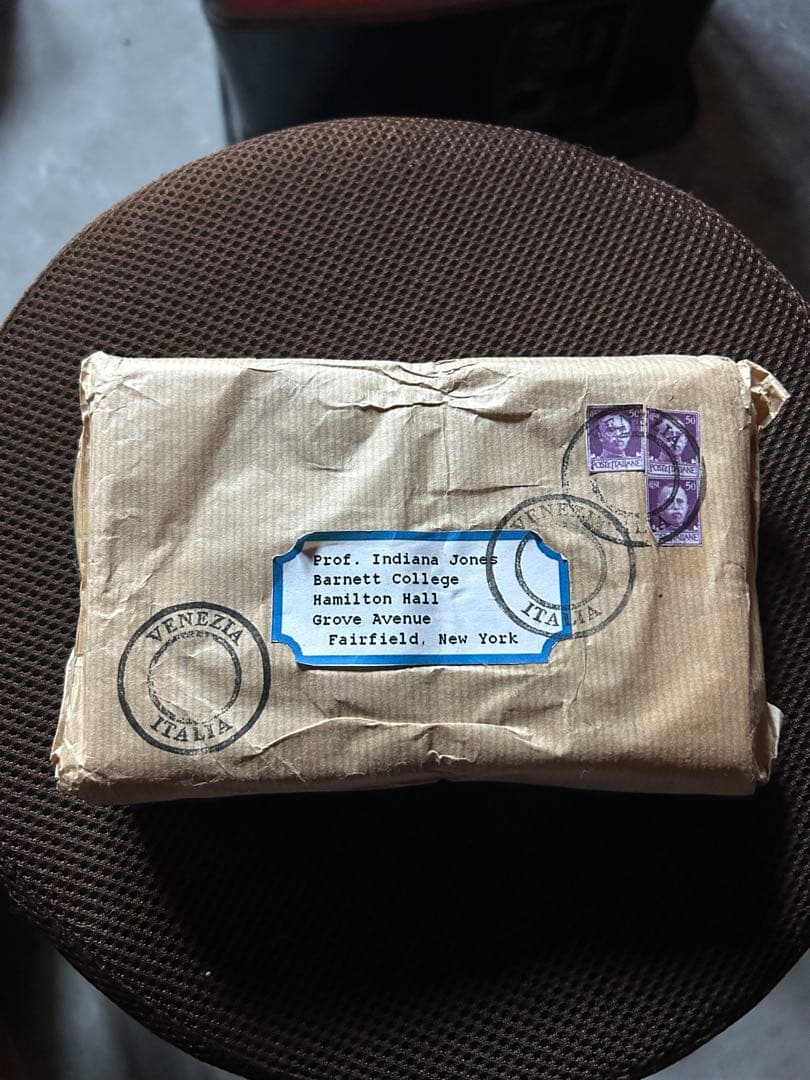 50
50
POSTE ITALIANE
POSTE ITALIANE
50
ITALIANE
VENEZIA
ITALIA
Prof. Indiana Jones
Barnett College
Hamilton Hall
Grove Avenue
Fairfield, New York
VENEZIA
ITALIA